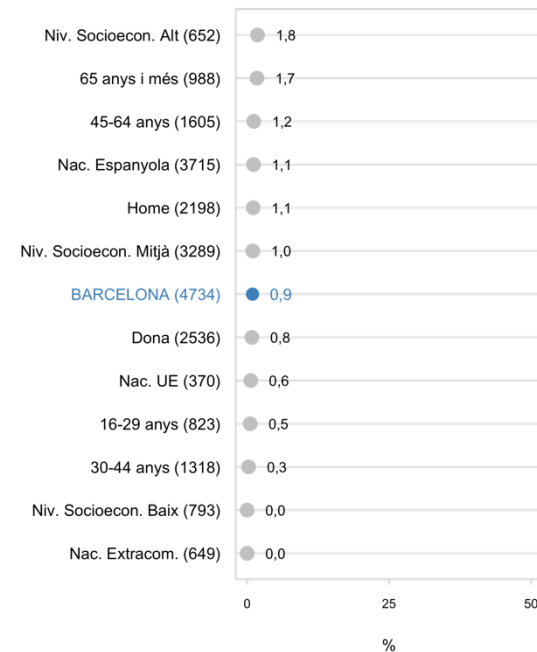 Niv. Socioecon. Alt (652) 1,8
65 anys i més (988) 1,7
45-64 anys (1605) 1,2
Nac. Espanyola (3715) 1,1
Home (2198) 1,1
Niv. Socioecon. Mitjà (3289) 1,0
BARCELONA (4734) 0,9
Dona (2536) 0,8
Nac. UE (370) 0,6
16-29 anys (823) 0,5
30-44 anys (1318) 0,3
Niv. Socioecon. Baix (793) 0,0
Nac. Extracom. (649) 0,0
0 25 50
%